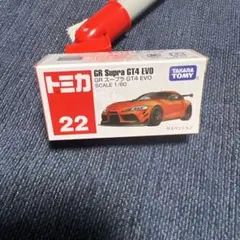 トミカ
22
GR Supra GT4 EVO
GR スープラ GT4 EVO
SCALE 1/60
TAKARA
TOMY